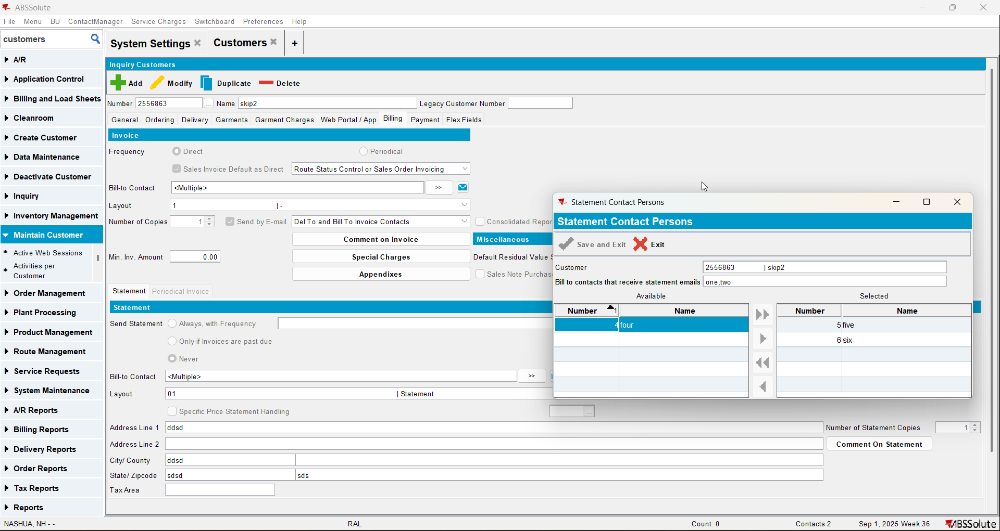 ABSSolute
File Menu BU ContactManager Service Charges Switchboard Preferences Help
customers
System Settings Customers +
A/R
Application Control
Billing and Load Sheets
Cleanroom
Create Customer
Data Maintenance
Deactivate Customer
Inquiry
Inventory Management
Maintain Customer
Active Web Sessions
Activities per
Customer
Order Management
Plant Processing
Product Management
Route Management
Service Requests
System Maintenance
A/R Reports
Billing Reports
Delivery Reports
Order Reports
Tax Reports
Reports
Inquiry Customers
Add Modify Duplicate Delete
Number 2556863 ... Name skip2 Legacy Customer Number
General Ordering Delivery Garments Garment Charges Web Portal / App Billing Payment Flex Fields
Invoice
Frequency Direct Periodical
Sales Invoice Default as Direct Route Status Control or Sales Order Invoicing
Bill-to Contact <Multiple> >>
Layout 1 | -
Number of Copies 1 Send by E-mail Del To and Bill To Invoice Contacts Consolidated Repor
Comment on Invoice Miscellaneous
Min. Inv. Amount 0.00 Special Charges Default Residual Value S
Appendixes Sales Note Purchas
Statement Periodical Invoice
Statement
Send Statement Always, with Frequency
Only if Invoices are past due
Never
Bill-to Contact <Multiple> >>
Layout 01 | Statement
Specific Price Statement Handling ...
Address Line 1 ddsd Number of Statement Copies 1
Address Line 2 Comment On Statement
City/ County ddsd
State/ Zipcode sdsd sds
Tax Area
Statement Contact Persons
Statement Contact Persons
Save and Exit Exit
Customer 2556863 | skip2
Bill to contacts that receive statement emails one,two
Available Selected
Number 1 Name Number Name
4 four 5 five
6 six
NASHUA, NH - - RAL Count: 0 Contacts 2 Sep 1, 2025 Week 36 ABSSolute